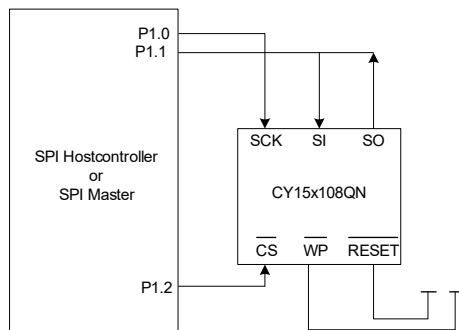 P1.0
P1.1
SPI Hostcontroller
or
SPI Master
SCK SI SO
CY15x108QN
CS WP RESET
P1.2